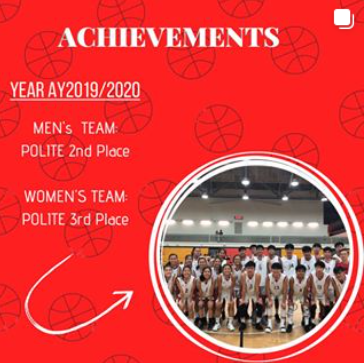 ACHIEVEMENTS
YEAR AY2019/2020
MEN's TEAM:
POLITE 2nd Place
WOMEN'S TEAM:
POLITE 3rd Place